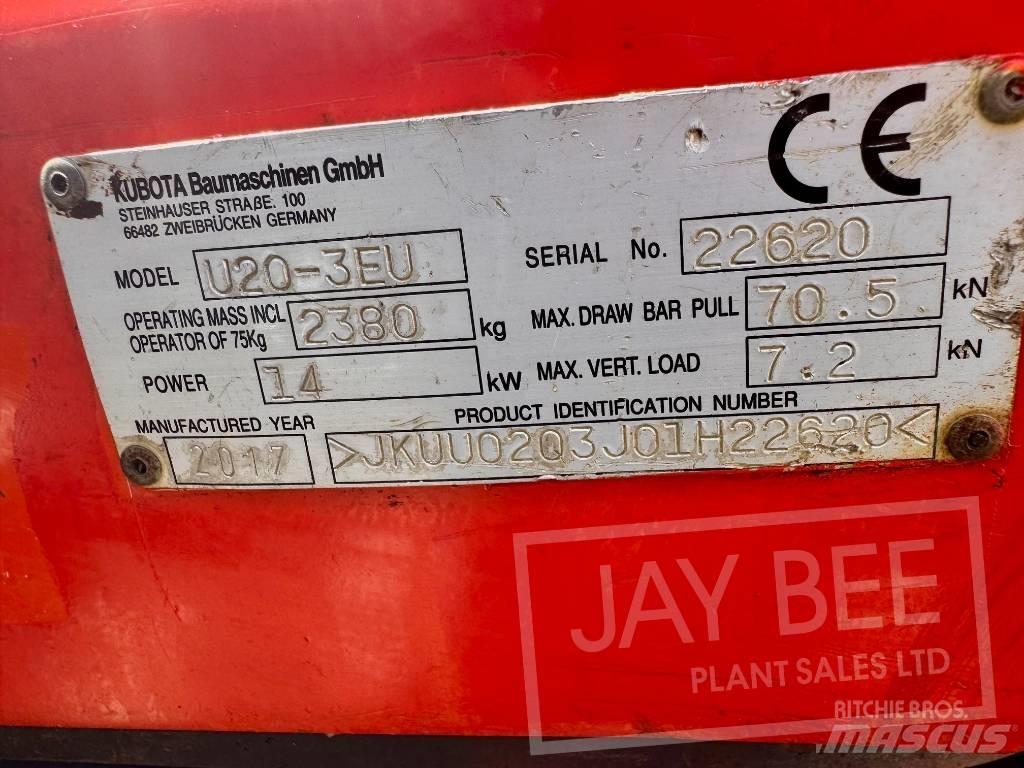 KUBOTA Baumaschinen GmbH
STEINHAUSER STRAßE. 100
66482 ZWEIBRÜCKEN GERMANY
CE
MODEL U20-3EU SERIAL No. 22620
OPERATING MASS INCL OPERATOR OF 75Kg 2380 kg MAX. DRAW BAR PULL 70.5 kN
POWER 14 kW MAX. VERT. LOAD 7.2 kN
MANUFACTURED YEAR PRODUCT IDENTIFICATION NUMBER
2017 >JKUU02Q3J01H22620<
JAY BEE
PLANT SALES LTD
RITCHIE BROS.
MASCUS